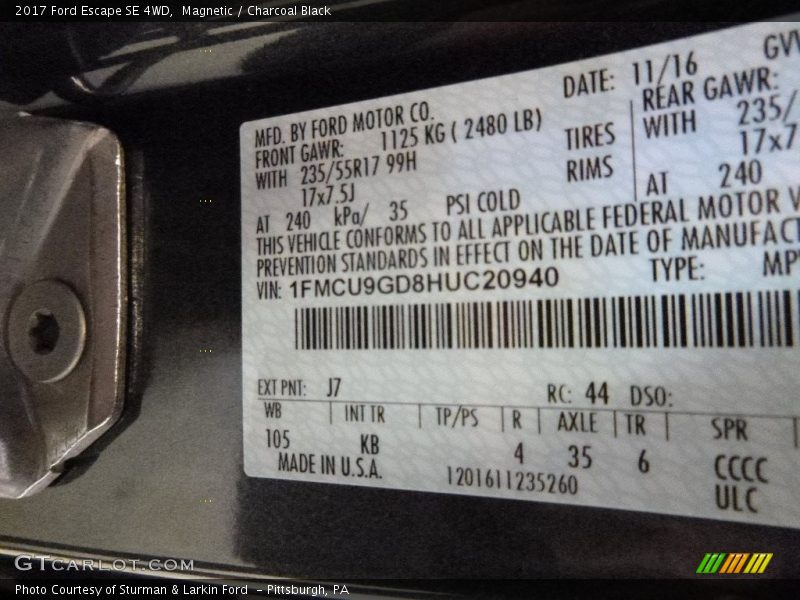 2017 Ford Escape SE 4WD, Magnetic / Charcoal Black
MFD. BY FORD MOTOR CO.
DATE: 11/16
FRONT GAWR: 1125 KG ( 2480 LB)
REAR GAWR:
WITH 235/55R17 99H TIRES
WITH 235/
17x7.5J RIMS
17x7
AT 240 kPa/ 35 PSI COLD
AT 240
THIS VEHICLE CONFORMS TO ALL APPLICABLE FEDERAL MOTOR V
PREVENTION STANDARDS IN EFFECT ON THE DATE OF MANUFACT
VIN: 1FMCU9GD8HUC20940 TYPE: MP
EXT PNT: J7 RC: 44 DSO:
WB INT TR TP/PS R AXLE TR SPR
105 KB 4 35 6 CCCC
MADE IN U.S.A. 1201611235260 ULC
GTCARLOT.COM
Photo Courtesy of Sturman & Larkin Ford - Pittsburgh, PA